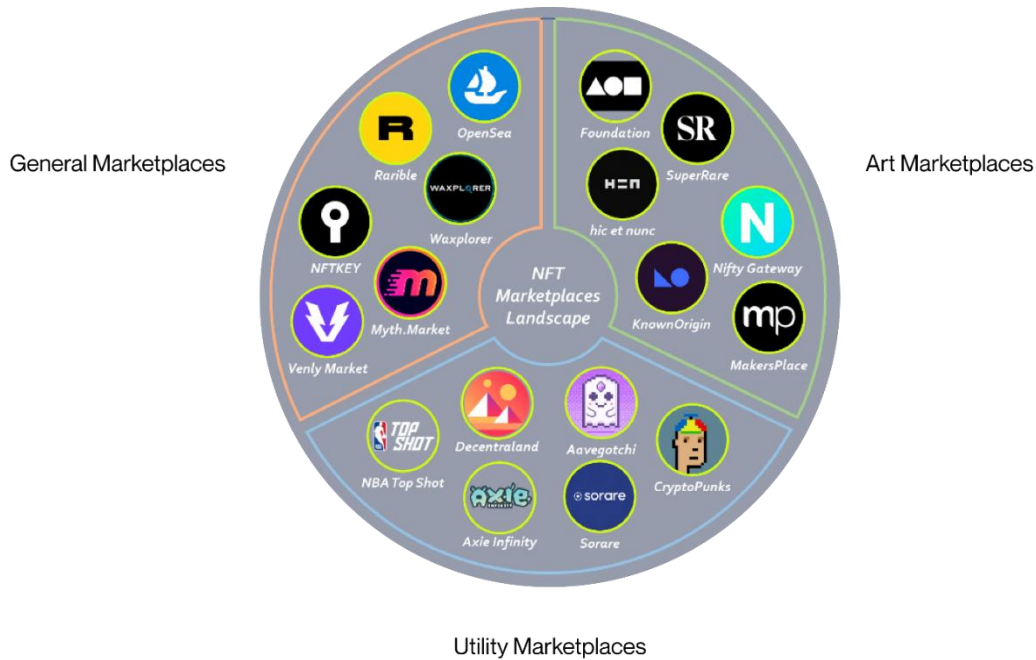 General Marketplaces
Art Marketplaces
Utility Marketplaces
NFT
Marketplaces
Landscape
OpenSea
R
Rarible
WAXPLORER
Waxplorer
NFTKEY
m
Myth.Market
Venly Market
Foundation
SR
SuperRare
hic et nunc
N
Nifty Gateway
KnownOrigin
mp
MakersPlace
TOP
SHOT
NBA Top Shot
Decentraland
Aavegotchi
CryptoPunks
AXIE
INFINITY
Axie Infinity
sorare
Sorare